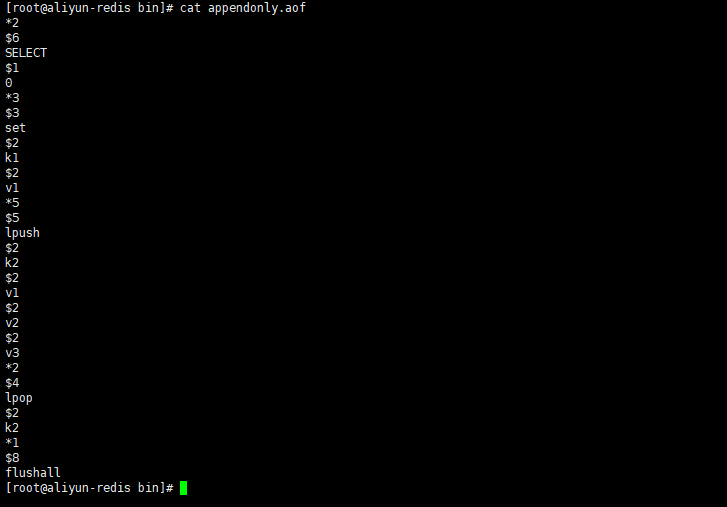 [root@aliyun-redis bin]# cat appendonly.aof
*2
$6
SELECT
$1
0
*3
$3
set
$2
k1
$2
v1
*5
$5
lpush
$2
k2
$2
v1
$2
v2
$2
v3
*2
$4
lpop
$2
k2
*1
$8
flushall
[root@aliyun-redis bin]#